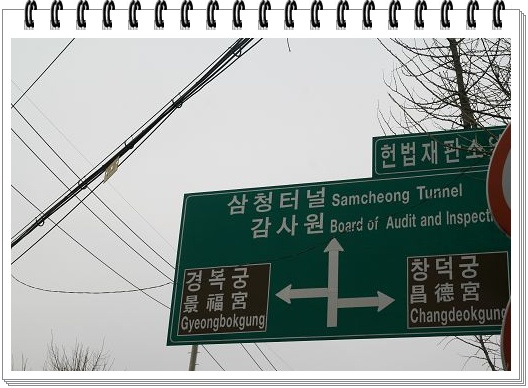 헌법재판소
삼청터널 Samcheong Tunnel
감사원 Board of Audit and Inspecti
경복궁
景福宮
Gyeongbokgung
창덕궁
昌德宮
Changdeokgung